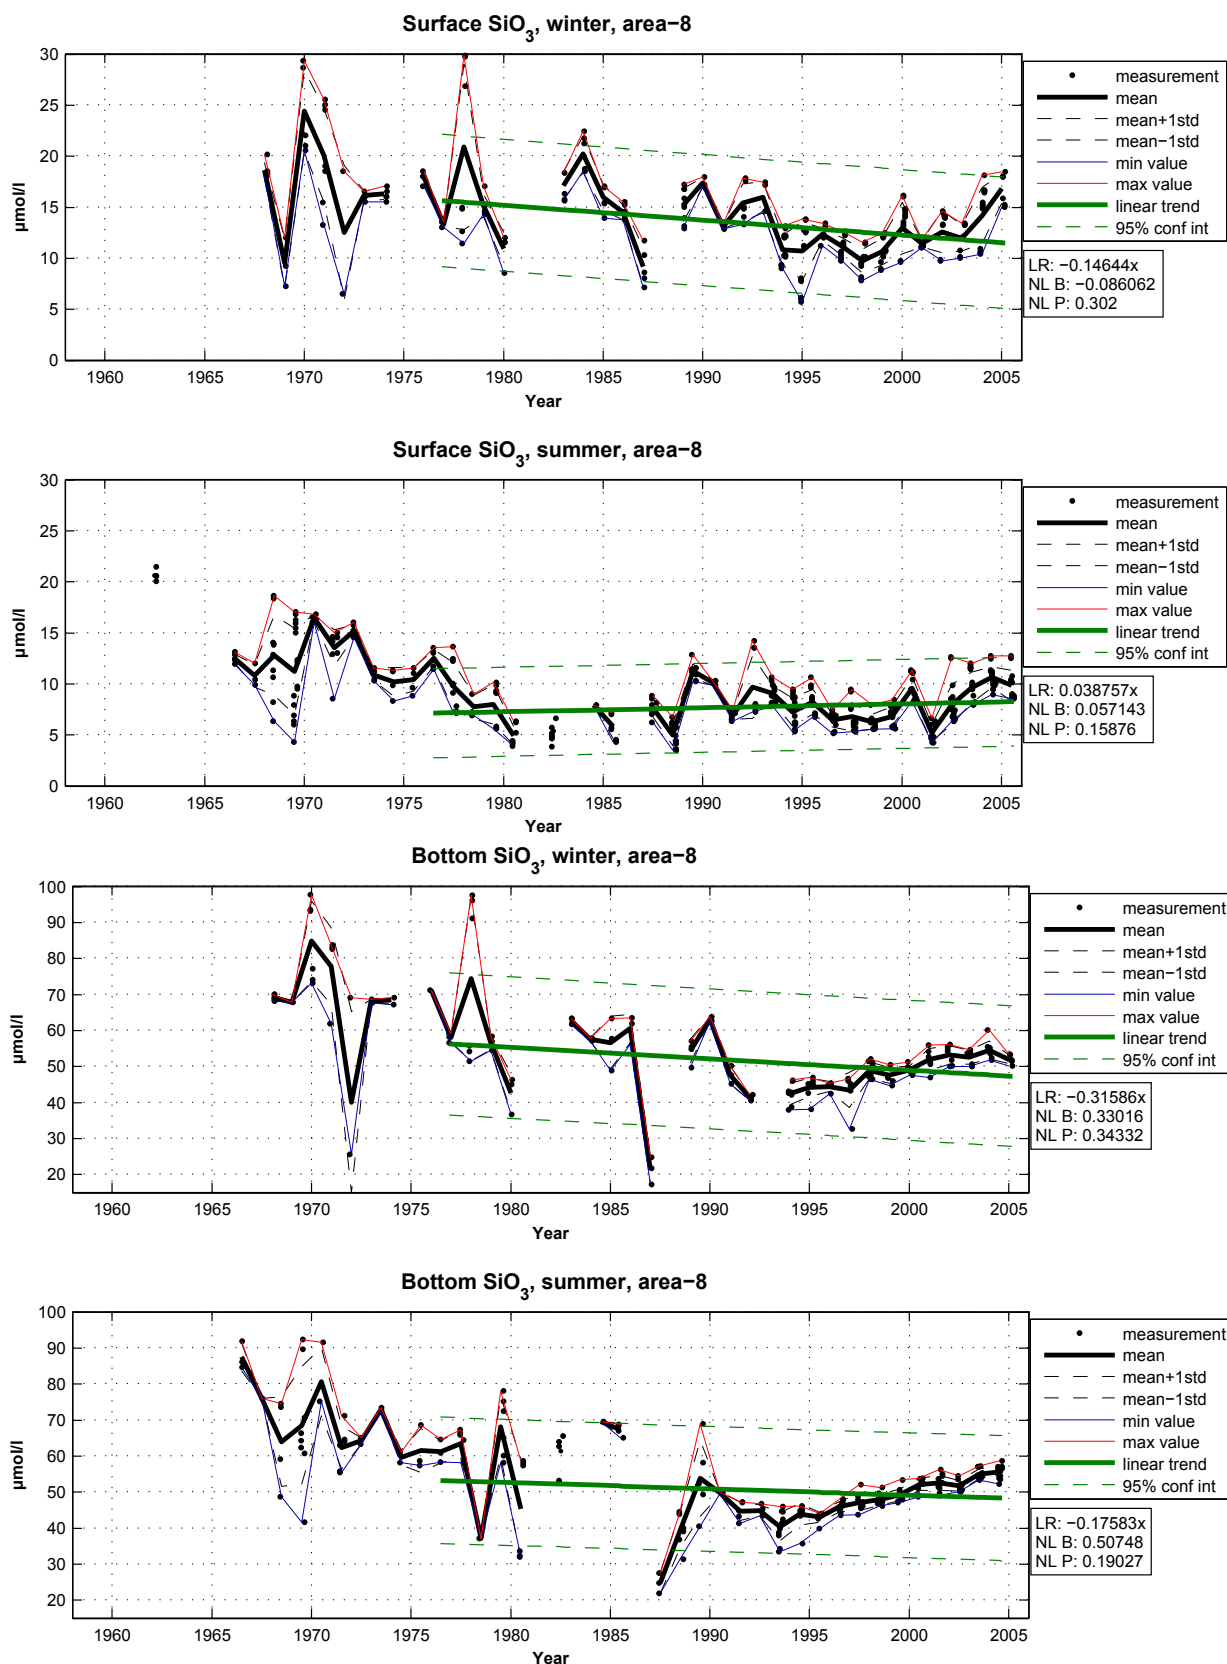 Surface SiO3, winter, area−8
30
25
20
15
10
5
0
µmol/l
1960 1965 1970 1975 1980 1985 1990 1995 2000 2005
Year
measurement
mean
mean+1std
mean−1std
min value
max value
linear trend
95% conf int
LR: −0.14644x
NL B: −0.086062
NL P: 0.302
Surface SiO3, summer, area−8
30
25
20
15
10
5
0
µmol/l
1960 1965 1970 1975 1980 1985 1990 1995 2000 2005
Year
measurement
mean
mean+1std
mean−1std
min value
max value
linear trend
95% conf int
LR: 0.038757x
NL B: 0.057143
NL P: 0.15876
Bottom SiO3, winter, area−8
100
90
80
70
60
50
40
30
20
µmol/l
1960 1965 1970 1975 1980 1985 1990 1995 2000 2005
Year
measurement
mean
mean+1std
mean−1std
min value
max value
linear trend
95% conf int
LR: −0.31586x
NL B: 0.33016
NL P: 0.34332
Bottom SiO3, summer, area−8
100
90
80
70
60
50
40
30
20
µmol/l
1960 1965 1970 1975 1980 1985 1990 1995 2000 2005
Year
measurement
mean
mean+1std
mean−1std
min value
max value
linear trend
95% conf int
LR: −0.17583x
NL B: 0.50748
NL P: 0.19027